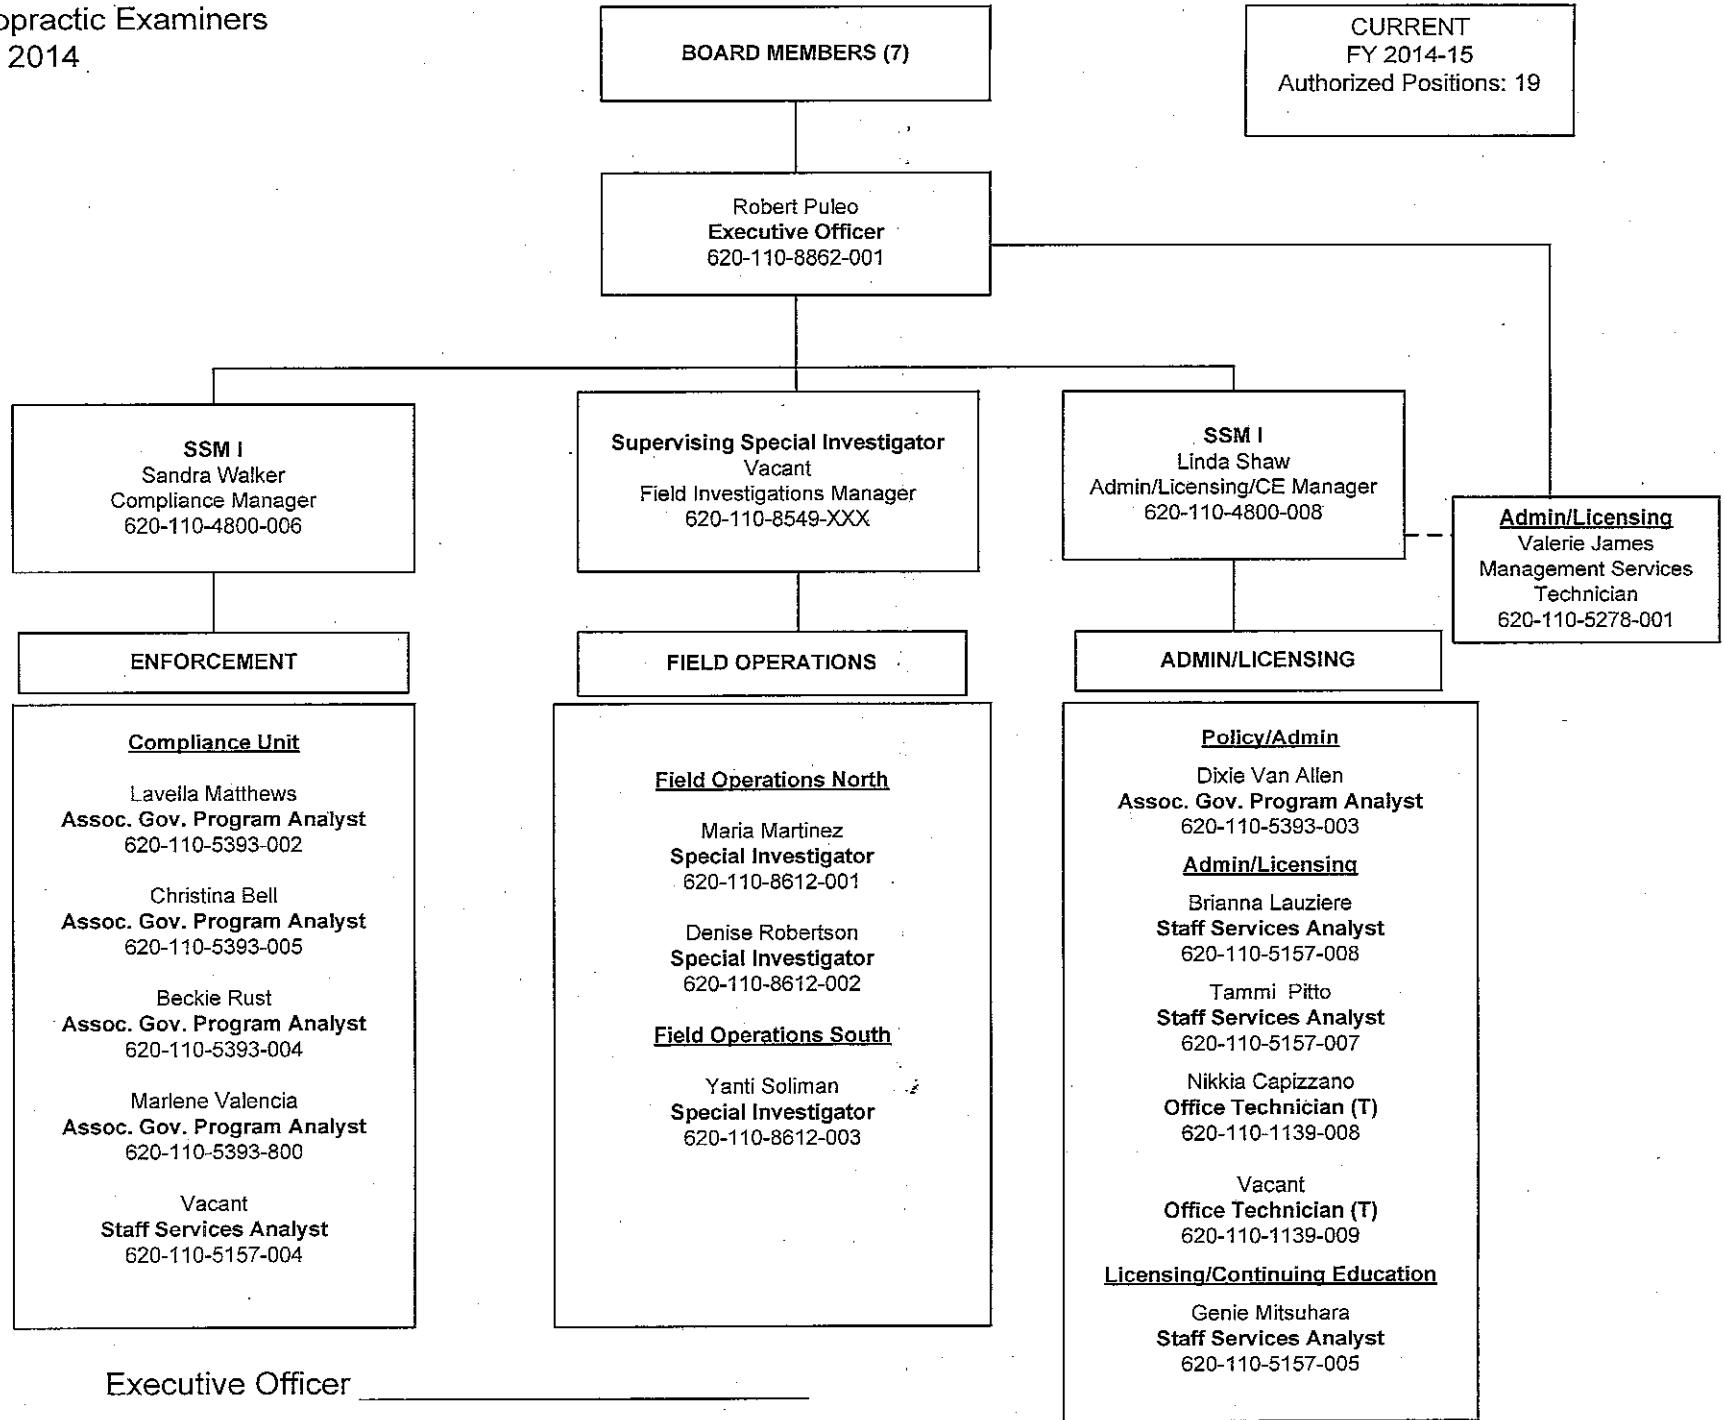 opractic Examiners
2014
BOARD MEMBERS (7)
CURRENT
FY 2014-15
Authorized Positions: 19
Robert Puleo
Executive Officer
620-110-8862-001
SSM I
Sandra Walker
Compliance Manager
620-110-4800-006
Supervising Special Investigator
Vacant
Field Investigations Manager
620-110-8549-XXX
SSM I
Linda Shaw
Admin/Licensing/CE Manager
620-110-4800-008
Admin/Licensing
Valerie James
Management Services
Technician
620-110-5278-001
ENFORCEMENT
Compliance Unit
Lavella Matthews
Assoc. Gov. Program Analyst
620-110-5393-002
Christina Bell
Assoc. Gov. Program Analyst
620-110-5393-005
Beckie Rust
Assoc. Gov. Program Analyst
620-110-5393-004
Marlene Valencia
Assoc. Gov. Program Analyst
620-110-5393-800
Vacant
Staff Services Analyst
620-110-5157-004
FIELD OPERATIONS
Field Operations North
Maria Martinez
Special Investigator
620-110-8612-001
Denise Robertson
Special Investigator
620-110-8612-002
Field Operations South
Yanti Soliman
Special Investigator
620-110-8612-003
ADMIN/LICENSING
Policy/Admin
Dixie Van Allen
Assoc. Gov. Program Analyst
620-110-5393-003
Admin/Licensing
Brianna Lauziere
Staff Services Analyst
620-110-5157-008
Tammi Pitto
Staff Services Analyst
620-110-5157-007
Nikkia Capizzano
Office Technician (T)
620-110-1139-008
Vacant
Office Technician (T)
620-110-1139-009
Licensing/Continuing Education
Genie Mitsuhara
Staff Services Analyst
620-110-5157-005
Executive Officer